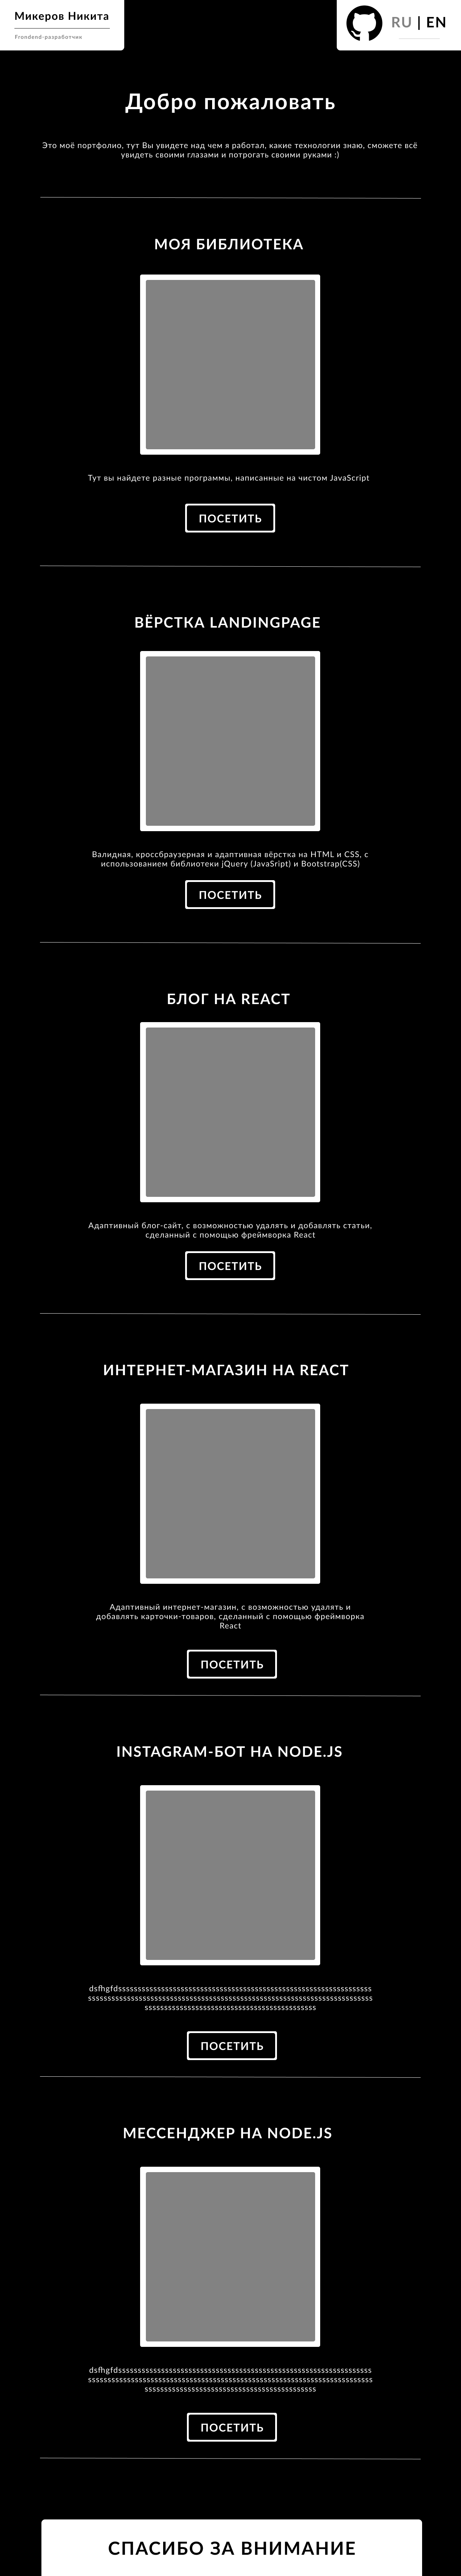 Микеров Никита
Frondend-разработчик
RU | EN
Добро пожаловать
Это моё портфолио, тут Вы увидете над чем я работал, какие технологии знаю, сможете всё
увидеть своими глазами и потрогать своими руками :)
МОЯ БИБЛИОТЕКА
Тут вы найдете разные программы, написанные на чистом JavaScript
ПОСЕТИТЬ
ВЁРСТКА LANDINGPAGE
Валидная, кроссбраузерная и адаптивная вёрстка на HTML и CSS, с
использованием библиотеки jQuery (JavaSript) и Bootstrap(CSS)
ПОСЕТИТЬ
БЛОГ НА REACT
Адаптивный блог-сайт, с возможностью удалять и добавлять статьи,
сделанный с помощью фреймворка React
ПОСЕТИТЬ
ИНТЕРНЕТ-МАГАЗИН НА REACT
Адаптивный интернет-магазин, с возможностью удалять и
добавлять карточки-товаров, сделанный с помощью фреймворка
React
ПОСЕТИТЬ
INSTAGRAM-БОТ НА NODE.JS
ПОСЕТИТЬ
МЕССЕНДЖЕР НА NODE.JS
ПОСЕТИТЬ
СПАСИБО ЗА ВНИМАНИЕ